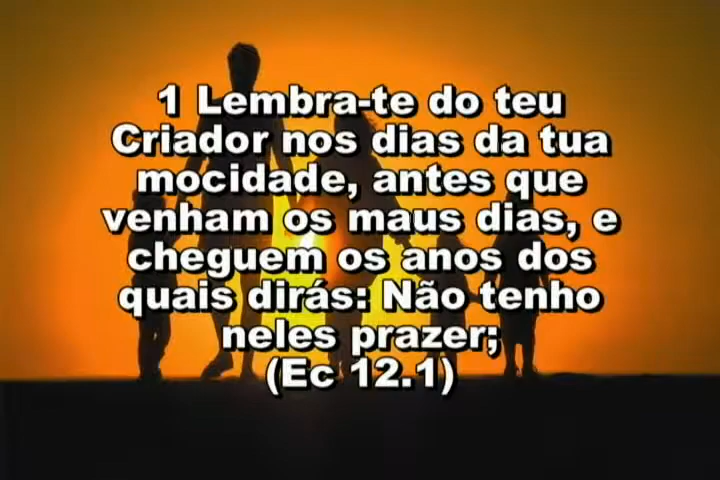 1 Lembra-te do teu
Criador nos dias da tua
mocidade, antes que
venham os maus dias, e
cheguem os anos dos
quais dirás: Não tenho
neles prazer;
(Ec 12.1)